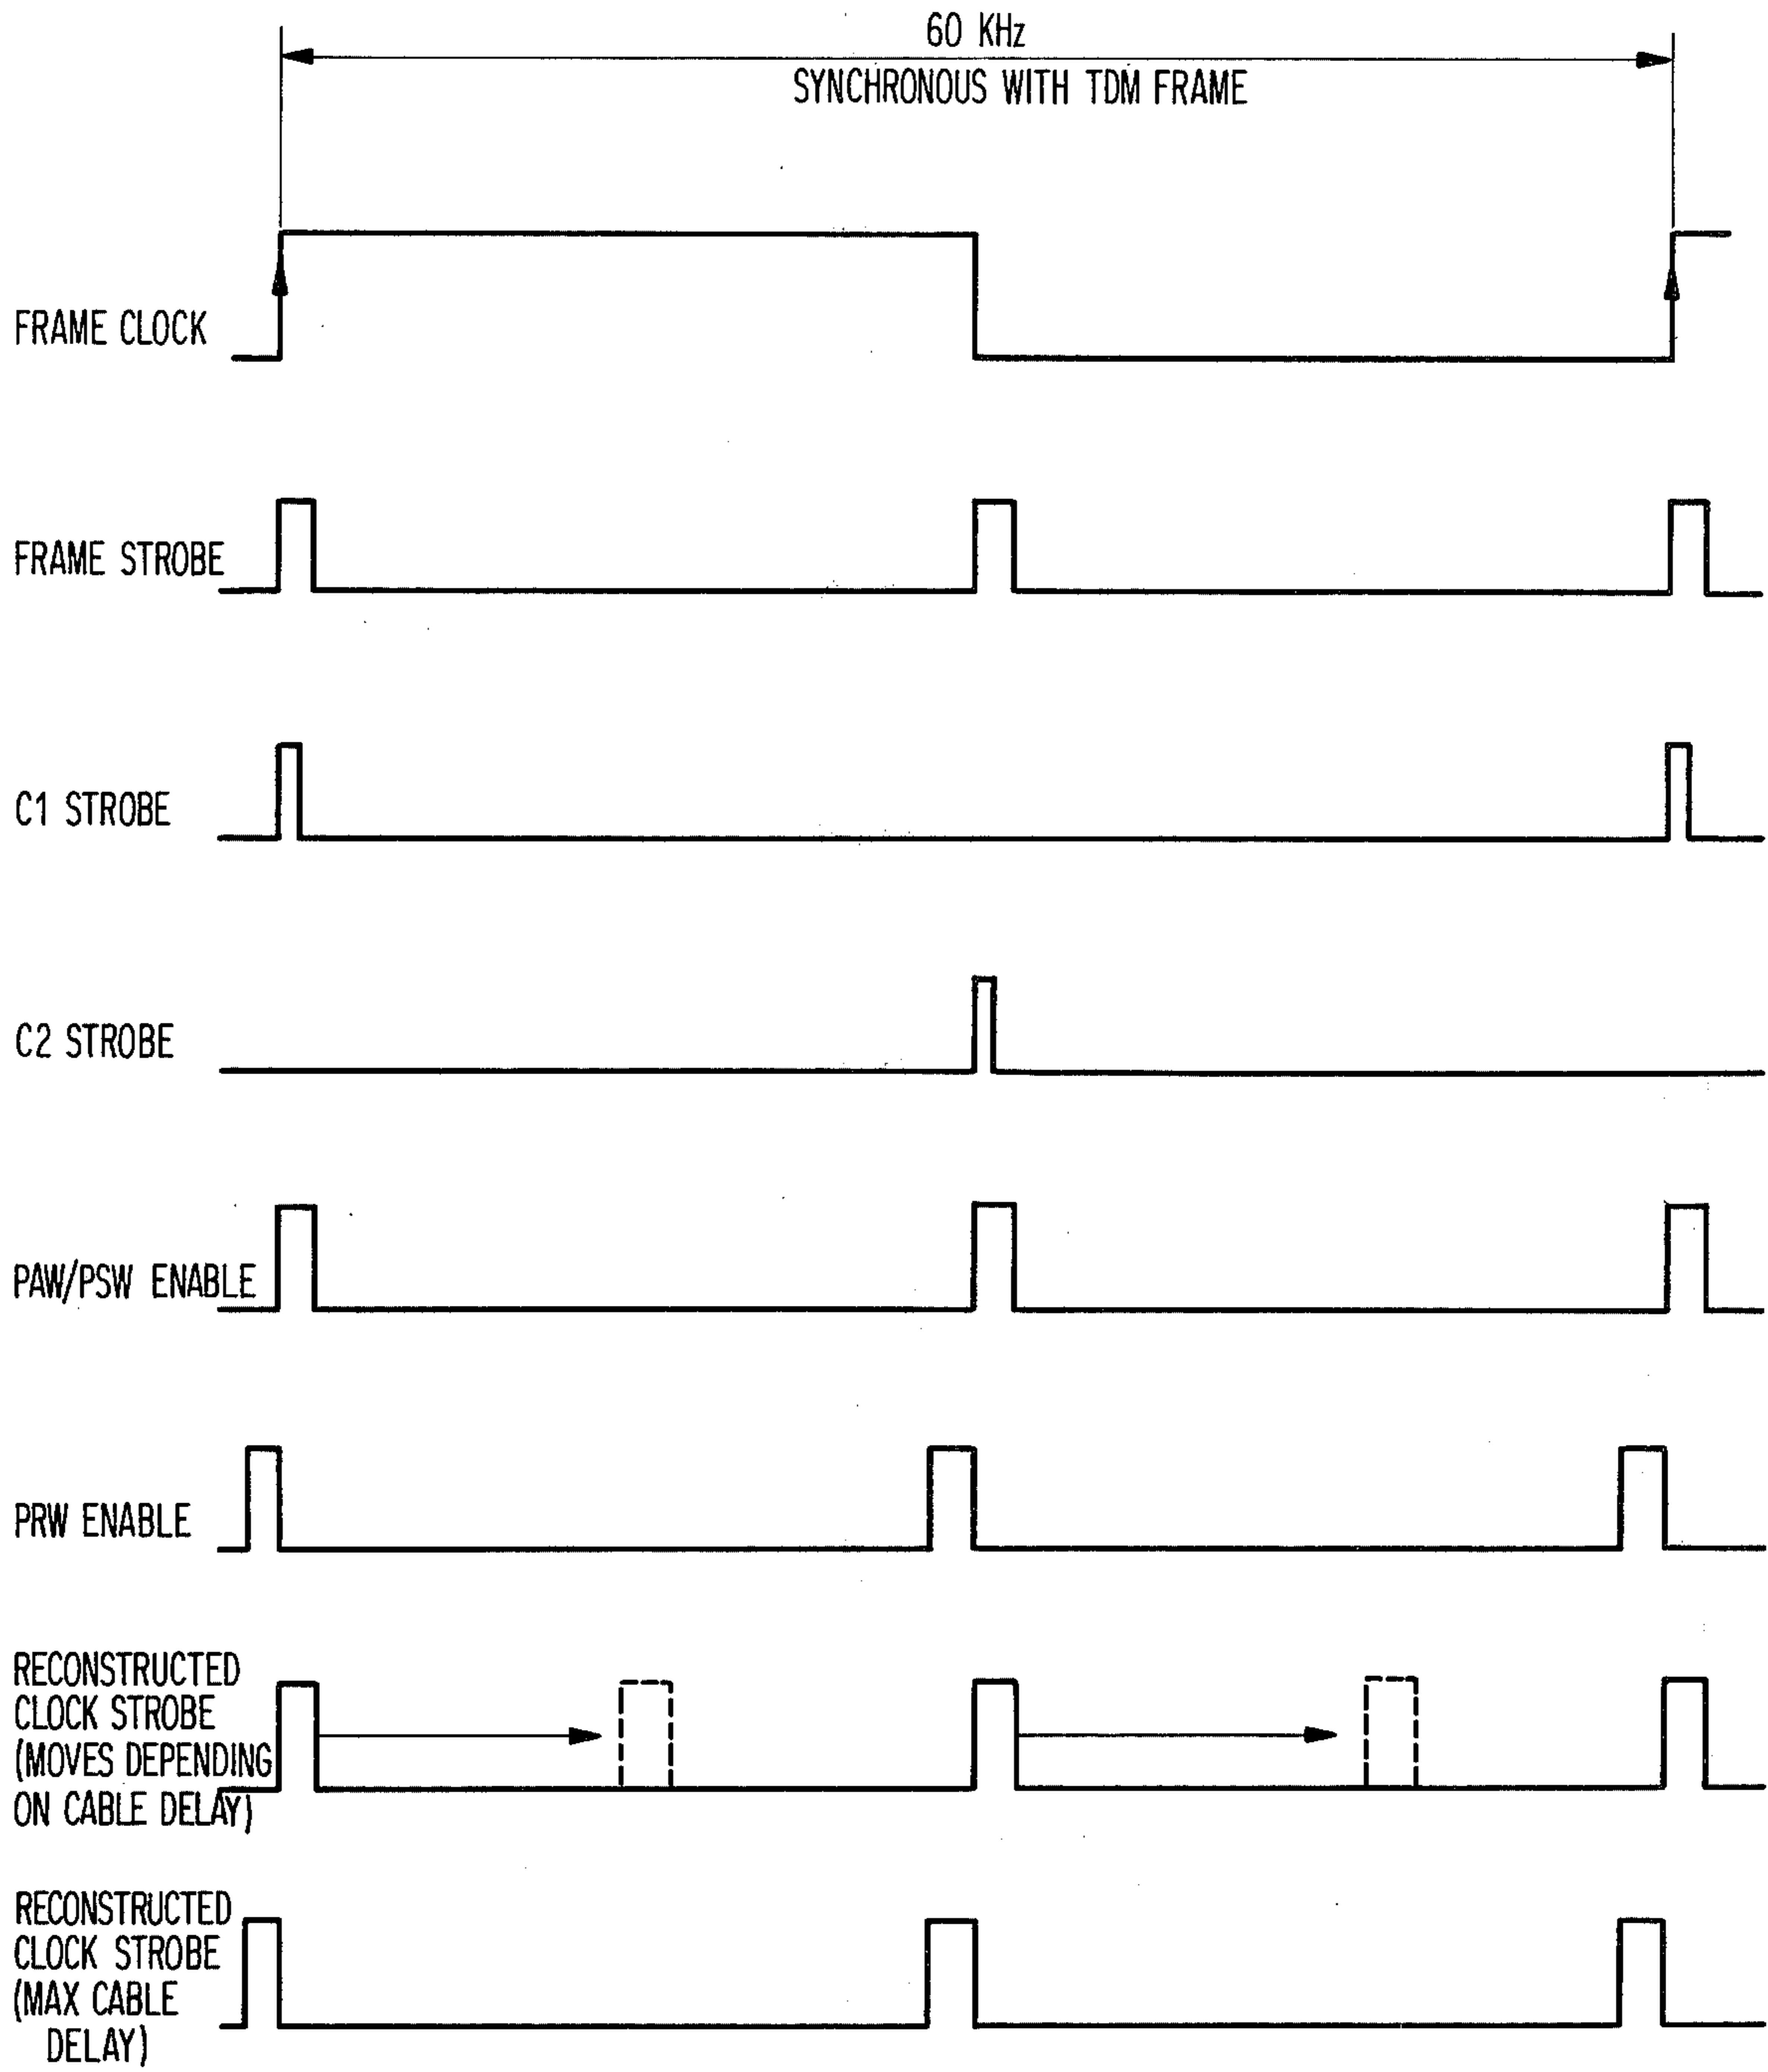 60 KHz
SYNCHRONOUS WITH TDM FRAME
FRAME CLOCK
FRAME STROBE
C1 STROBE
C2 STROBE
PAW/PSW ENABLE
PRW ENABLE
RECONSTRUCTED
CLOCK STROBE
(MOVES DEPENDING
ON CABLE DELAY)
RECONSTRUCTED
CLOCK STROBE
(MAX CABLE
DELAY)